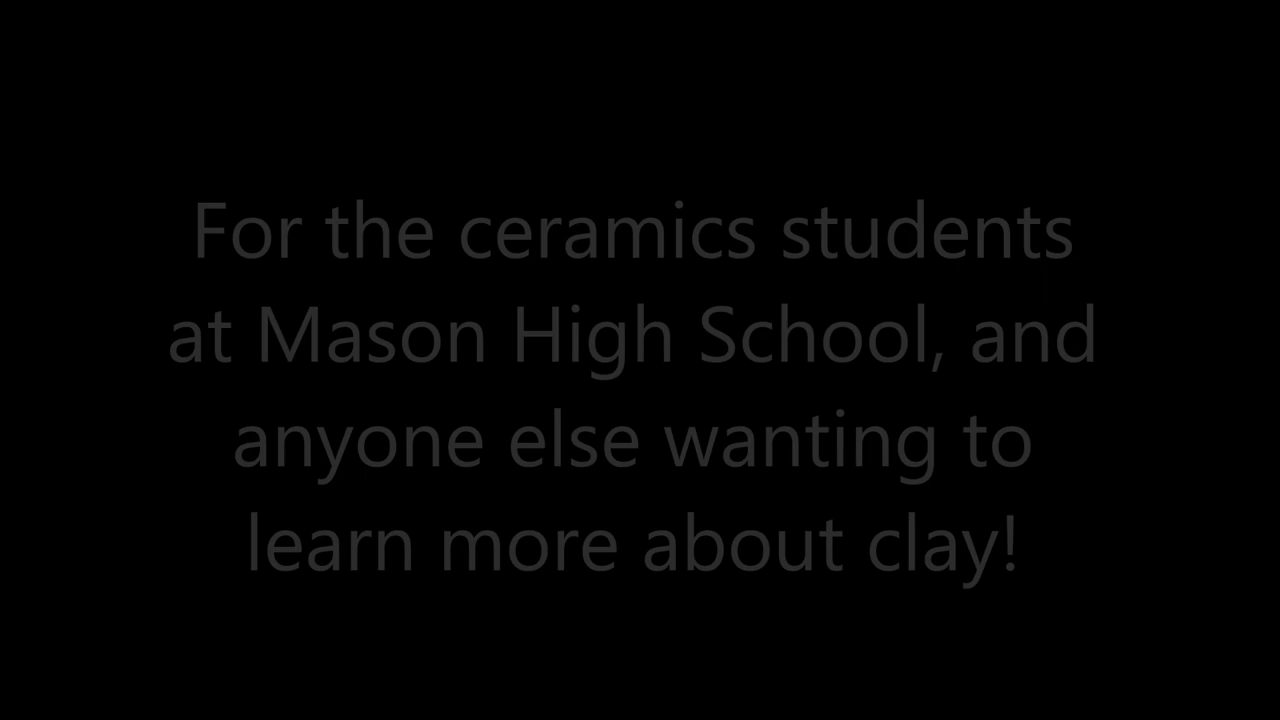 For the ceramics students
at Mason High School, and
anyone else wanting to
learn more about clay!